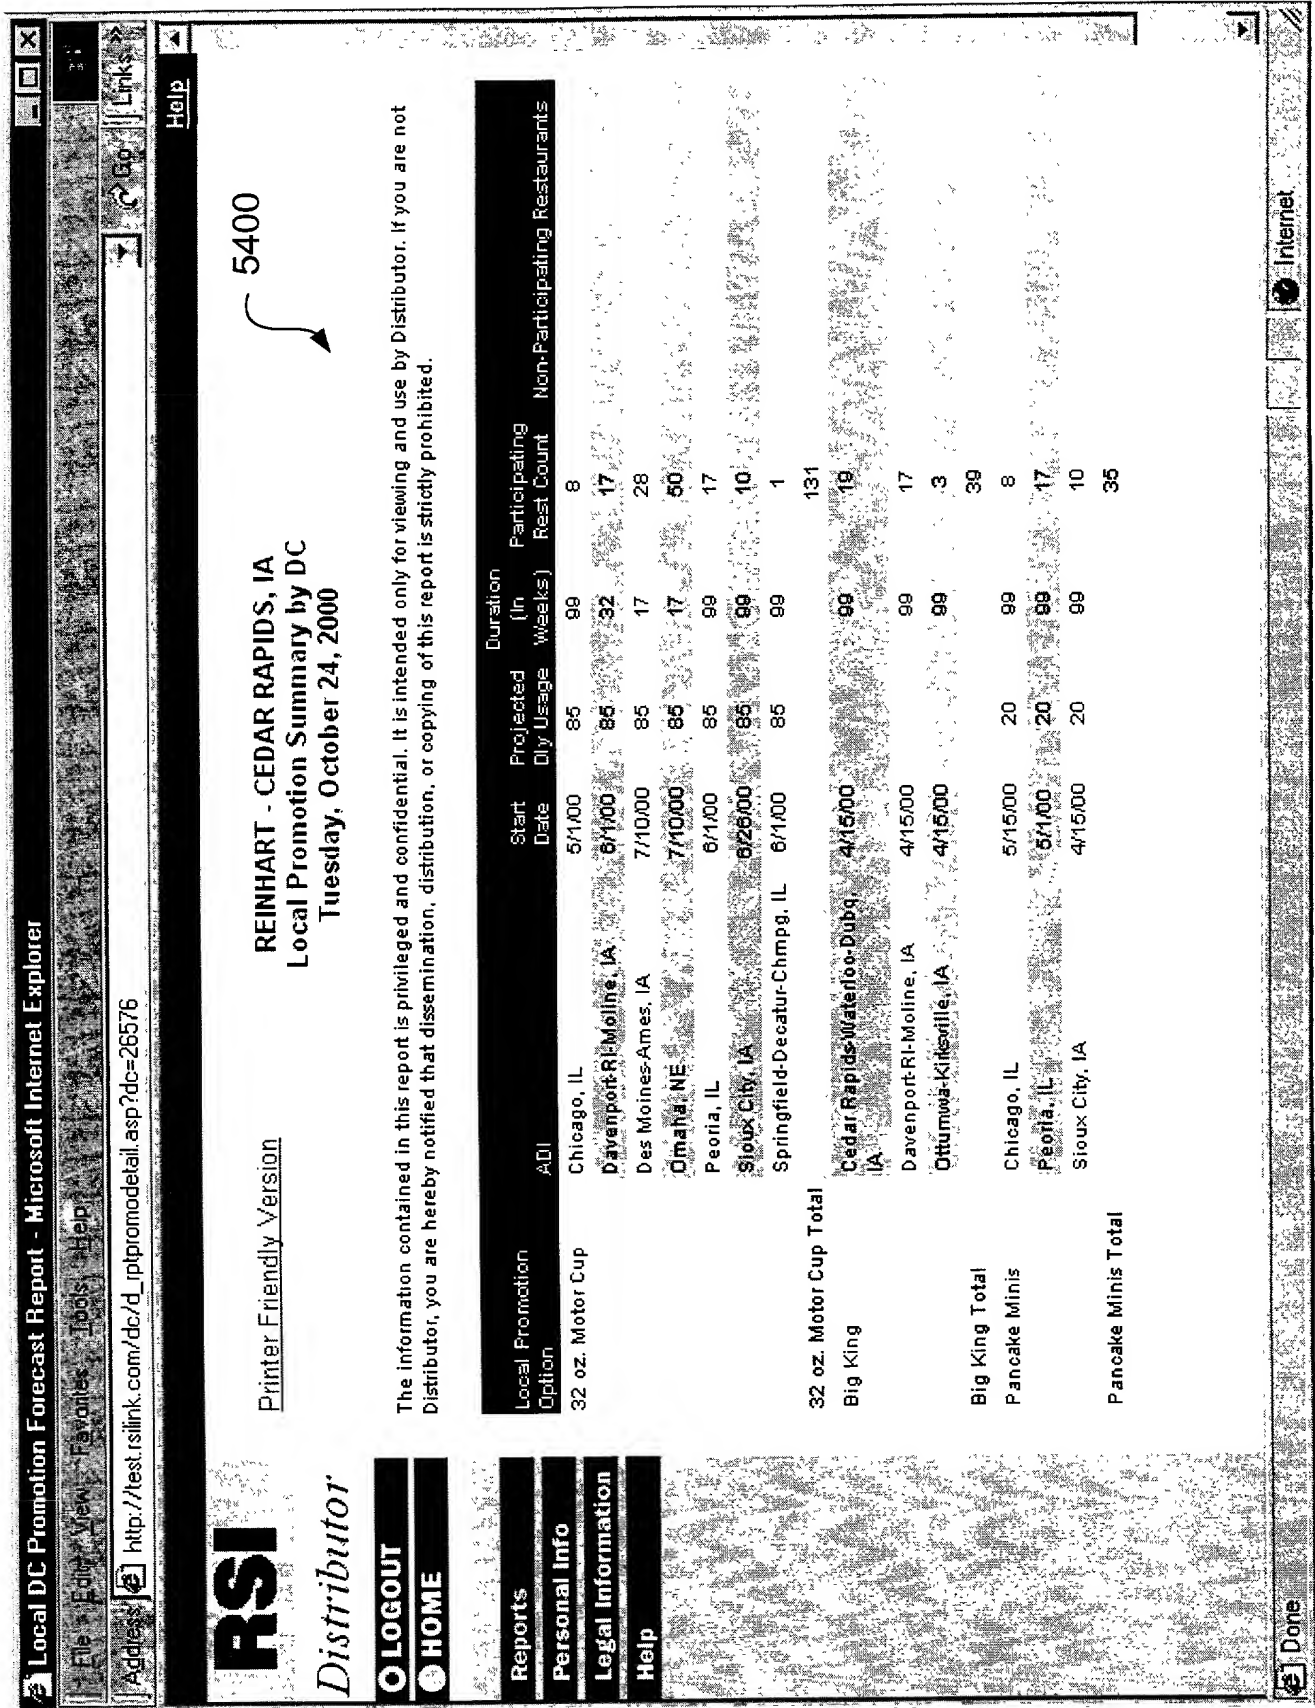 Local DC Promotion Forecast Report - Microsoft Internet Explorer
File Edit View Favorites Tools Help
Address http://test.rsilink.com/dc/d_rptpromodetail.asp?dc=26576 Go Links »
Help
RSI
Distributor
LOGOUT
HOME
Reports
Personal Info
Legal Information
Help
Printer Friendly Version
REINHART - CEDAR RAPIDS, IA
Local Promotion Summary by DC
Tuesday, October 24, 2000
5400
The information contained in this report is privileged and confidential. It is intended only for viewing and use by Distributor. If you are not
Distributor, you are hereby notified that dissemination, distribution, or copying of this report is strictly prohibited.
Local Promotion Option ADI Start Date Projected Dly Usage Duration (In Weeks) Participating Rest Count Non-Participating Restaurants
32 oz. Motor Cup Chicago, IL 5/1/00 85 99 8
Davenport-RI-Moline, IA 6/1/00 85 32 17
Des Moines-Ames, IA 7/10/00 85 17 28
Omaha, NE 7/10/00 85 17 50
Peoria, IL 6/1/00 85 99 17
Sioux City, IA 6/26/00 85 99 10
Springfield-Decatur-Chmpg, IL 6/1/00 85 99 1
32 oz. Motor Cup Total 131
Big King Cedar Rapids-Waterloo-Dubq, IA 4/15/00 99 19
Davenport-RI-Moline, IA 4/15/00 99 17
Ottumwa-Kirksville, IA 4/15/00 99 3
Big King Total 39
Pancake Minis Chicago, IL 5/15/00 20 99 8
Peoria, IL 5/1/00 20 99 17
Sioux City, IA 4/15/00 20 99 10
Pancake Minis Total 35
Done Internet